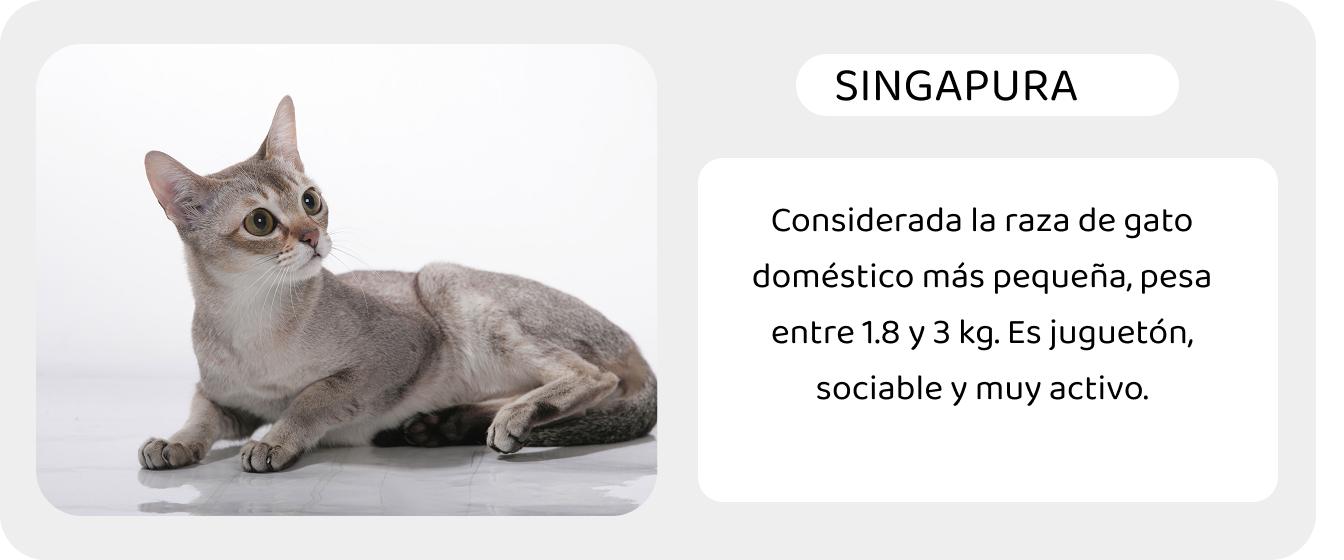 SINGAPURA
Considerada la raza de gato
doméstico más pequeña, pesa
entre 1.8 y 3 kg. Es juguetón,
sociable y muy activo.